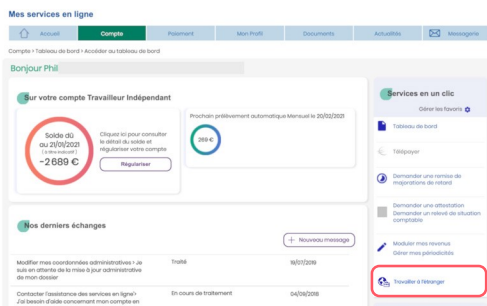 Mes services en ligne
Accueil
Compte
Paiement
Mon Profil
Documents
Actualités
Messagerie
Compte > Tableau de bord > Accéder au tableau de bord
Bonjour Phil
Sur votre compte Travailleur Indépendant
Solde dû
au 21/01/2021
(à titre indicatif)
-2 689 €
Cliquez ici pour consulter
le détail du solde et
régulariser votre compte
Régulariser
Prochain prélèvement automatique Mensuel le 20/02/2021
269 €
Nos derniers échanges
+ Nouveau message
Modifier mes coordonnées administratives > Je
suis en attente de la mise à jour administrative
de mon dossier
Traité
19/07/2019
Contacter l'assistance des services en ligne>
J'ai besoin d'aide concernant mon compte en
En cours de traitement
04/09/2019
Services en un clic
Gérer les favoris
Tableau de bord
Télépayer
Demander une remise de
majorations de retard
Demander une attestation
Demander un relevé de situation
comptable
Moduler mes revenus
Gérer mes périodicités
Travailler à l'étranger